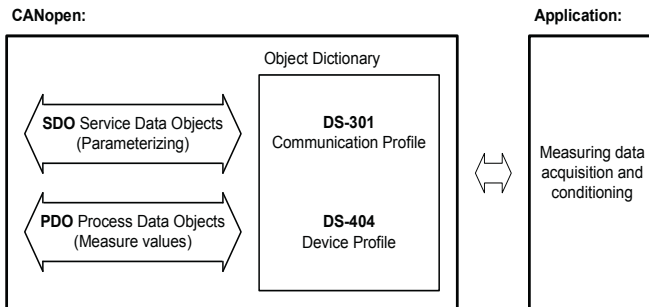 CANopen:
Application:
Object Dictionary
SDO Service Data Objects
(Parameterizing)
DS-301
Communication Profile
Measuring data
acquisition and
conditioning
PDO Process Data Objects
(Measure values)
DS-404
Device Profile